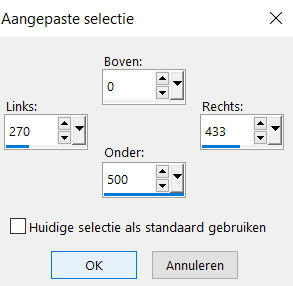 Aangepaste selectie
Boven:
0
Links:
270
Rechts:
433
Onder:
500
Huidige selectie als standaard gebruiken
OK
Annuleren